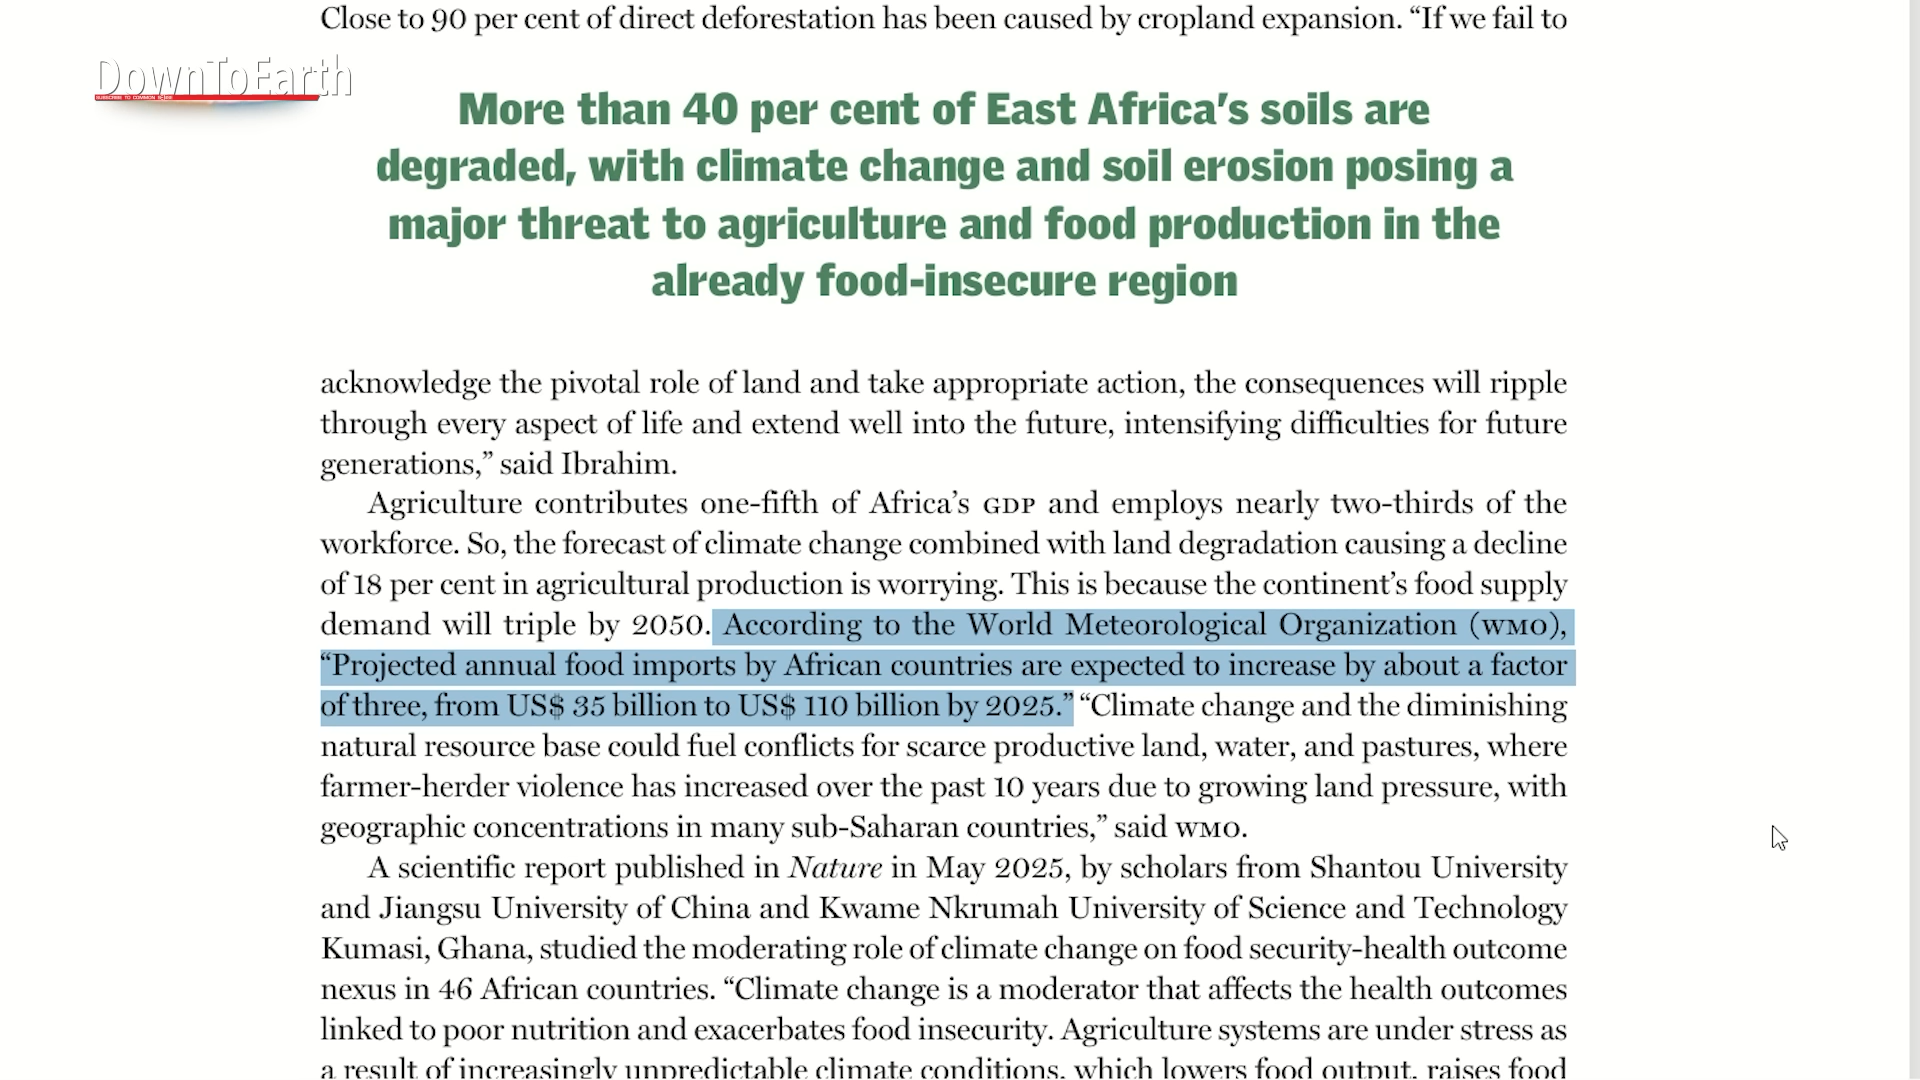 Close to 90 per cent of direct deforestation has been caused by cropland expansion. “If we fail to
DownToEarth
SUBSCRIBE TO COMMON
More than 40 per cent of East Africa’s soils are
degraded, with climate change and soil erosion posing a
major threat to agriculture and food production in the
already food-insecure region
acknowledge the pivotal role of land and take appropriate action, the consequences will ripple
through every aspect of life and extend well into the future, intensifying difficulties for future
generations,” said Ibrahim.
Agriculture contributes one-fifth of Africa’s GDP and employs nearly two-thirds of the
workforce. So, the forecast of climate change combined with land degradation causing a decline
of 18 per cent in agricultural production is worrying. This is because the continent’s food supply
demand will triple by 2050. According to the World Meteorological Organization (WMO),
“Projected annual food imports by African countries are expected to increase by about a factor
of three, from US$ 35 billion to US$ 110 billion by 2025.” “Climate change and the diminishing
natural resource base could fuel conflicts for scarce productive land, water, and pastures, where
farmer-herder violence has increased over the past 10 years due to growing land pressure, with
geographic concentrations in many sub-Saharan countries,” said WMO.
A scientific report published in Nature in May 2025, by scholars from Shantou University
and Jiangsu University of China and Kwame Nkrumah University of Science and Technology
Kumasi, Ghana, studied the moderating role of climate change on food security-health outcome
nexus in 46 African countries. “Climate change is a moderator that affects the health outcomes
linked to poor nutrition and exacerbates food insecurity. Agriculture systems are under stress as
a result of increasingly unpredictable climate conditions, which lowers food output, raises food